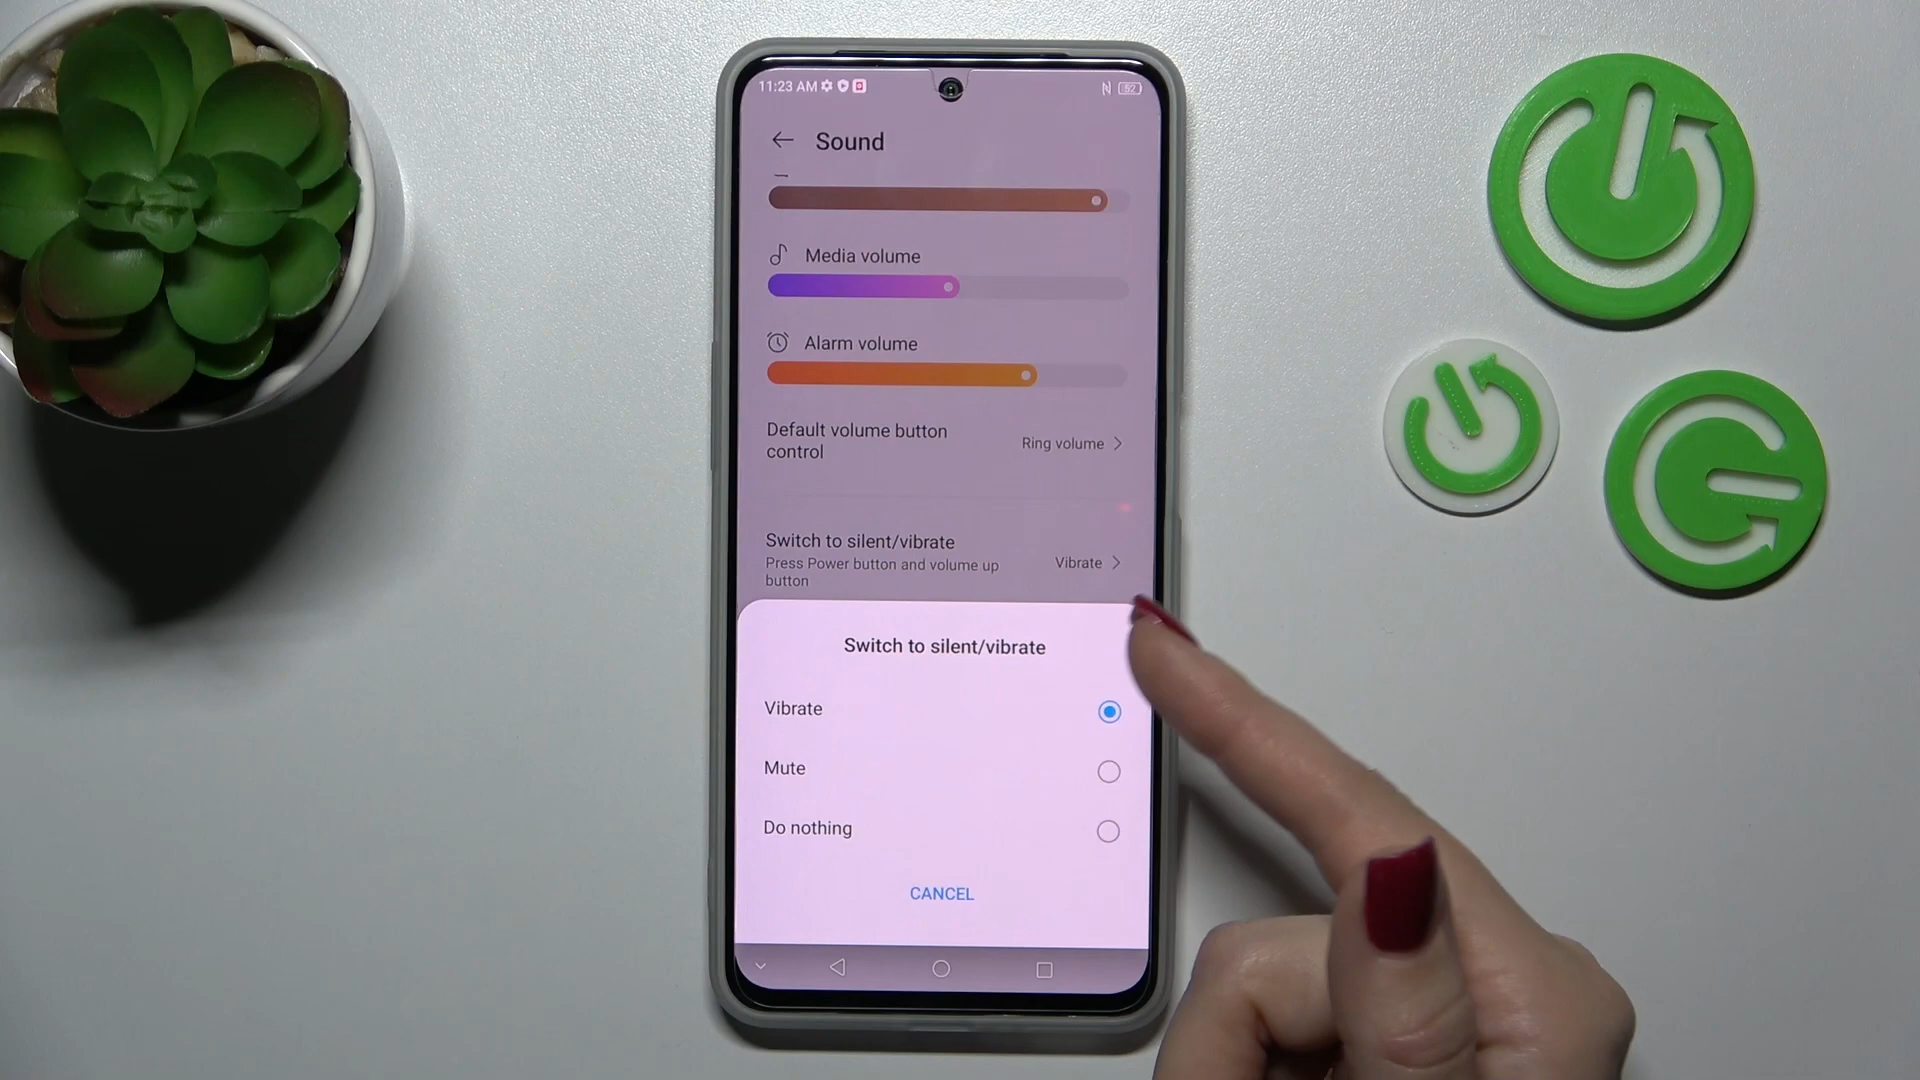 11:23 AM
52
Sound
Media volume
Alarm volume
Default volume button
control
Ring volume
Switch to silent/vibrate
Press Power button and volume up
button
Vibrate
Switch to silent/vibrate
Vibrate
Mute
Do nothing
CANCEL